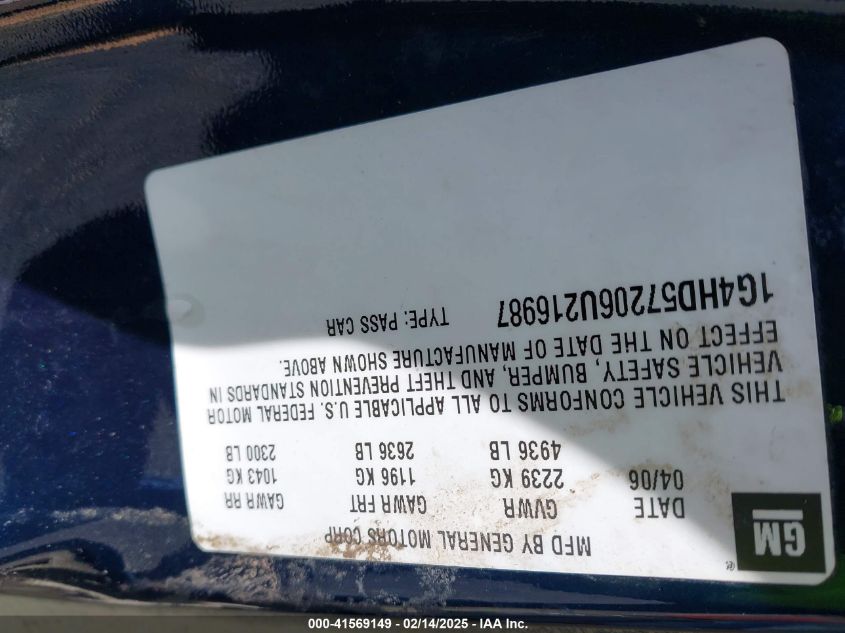 MFD BY GENERAL MOTORS CORP
GM
DATE GVWR GAWR FRT GAWR RR
04/06 2239 KG 1196 KG 1043 KG
4936 LB 2636 LB 2300 LB
THIS VEHICLE CONFORMS TO ALL APPLICABLE U.S. FEDERAL MOTOR
VEHICLE SAFETY, BUMPER, AND THEFT PREVENTION STANDARDS IN
EFFECT ON THE DATE OF MANUFACTURE SHOWN ABOVE.
1G4HD57206U216987 TYPE: PASS CAR
000-41569149 - 02/14/2025 - IAA Inc.